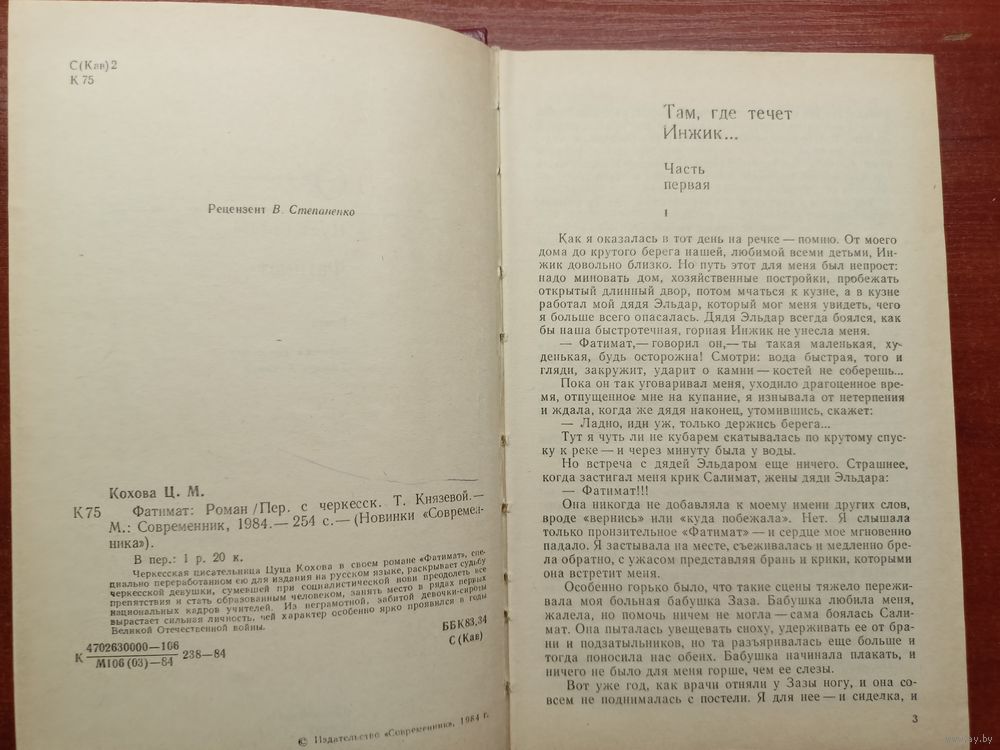 С(Кав)2
К 75
Рецензент В. Степаненко
Кохова Ц. М.
К75 Фатимат: Роман /Пер. с черкесск. Т. Князевой.—
М.: Современник, 1984.— 254 с.— (Новинки «Современ-
ника»).
В пер.: 1 р. 20 к.
Черкесская писательница Цуца Кохова в своем романе «Фатимат», спе-
циально переработанном ею для издания на русском языке, раскрывает судьбу
черкесской девушки, сумевшей при социалистической нови преодолеть все
препятствия и стать образованным человеком, занять место в рядах первых
национальных кадров учителей. Из неграмотной, забитой девочки-сироты
вырастает сильная личность, чей характер особенно ярко проявился в годы
Великой Отечественной войны.
К 4702630000—106
М106(03)—84 238—84
ББК83.34
С(Кав)
© Издательство «Современник», 1984 г.
Там, где течет
Инжик...
Часть
первая
I
Как я оказалась в тот день на речке — помню. От моего
дома до крутого берега нашей, любимой всеми детьми, Ин-
жик довольно близко. Но путь этот для меня был непрост:
надо миновать дом, хозяйственные постройки, пробежать
открытый длинный двор, потом мчаться к кузне, а в кузне
работал мой дядя Эльдар, который мог меня увидеть, чего
я больше всего опасалась. Дядя Эльдар всегда боялся, как
бы наша быстротечная, горная Инжик не унесла меня.
— Фатимат,— говорил он,— ты такая маленькая, ху-
денькая, будь осторожна! Смотри: вода быстрая, того и
гляди, закружит, ударит о камни — костей не соберешь...
Пока он так уговаривал меня, уходило драгоценное вре-
мя, отпущенное мне на купание, я изнывала от нетерпения
и ждала, когда же дядя наконец, утомившись, скажет:
— Ладно, иди уж, только держись берега...
Тут я чуть ли не кубарем скатывалась по крутому спус-
ку к реке — и через минуту была у воды.
Но встреча с дядей Эльдаром еще ничего. Страшнее,
когда застигал меня крик Салимат, жены дяди Эльдара:
— Фатимат!!!
Она никогда не добавляла к моему имени других слов,
вроде «вернись» или «куда побежала». Нет. Я слышала
только пронзительное «Фатимат» — и сердце мое мгновенно
падало. Я застывала на месте, съеживалась и медленно бре-
ла обратно, с ужасом представляя брань и крики, которыми
она встретит меня.
Особенно горько было, что такие сцены тяжело пережи-
вала моя больная бабушка Заза. Бабушка любила меня,
жалела, но помочь ничем не могла — сама боялась Сали-
мат. Она пыталась увещевать сноху, удерживать ее от бра-
ни и подзатыльников, но та разъярялась еще больше и
тогда поносила нас обеих. Бабушка начинала плакать, и
ничего не было для меня горше, чем ее слезы.
Вот уже год, как врачи отняли у Зазы ногу, и она со-
всем не поднималась с постели. Я для нее — и сиделка, и
3
www.ay.by